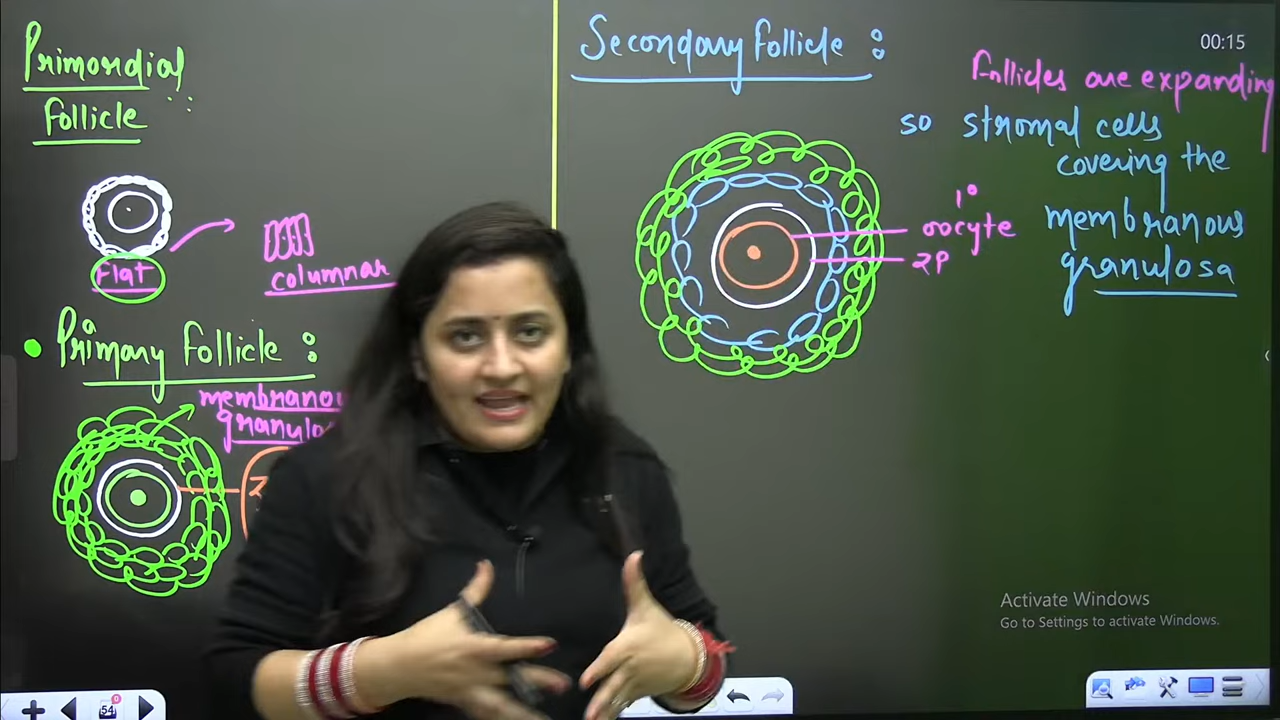 Primordial
Follicle
Flat
columnar
Primary Follicle :
membranou
granulo
Secondary Follicle :
00:15
Follicles are expanding
so stromal cells
covering the
membranous
granulosa
1°
oocyte
ZP
Activate Windows
Go to Settings to activate Windows.
54